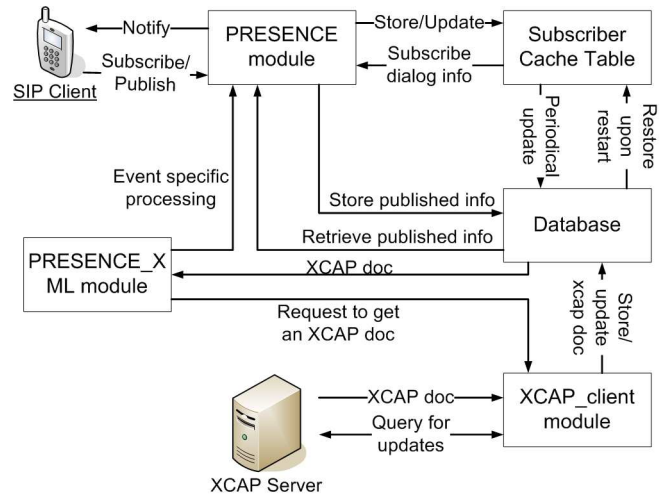 Notify
PRESENCE
module
Store/Update
Subscriber
Cache Table
Subscribe/
Publish
Subscribe
dialog info
SIP Client
Periodical
update
Restore
upon
restart
Event specific
processing
Store published info
Database
Retrieve published info
PRESENCE_X
ML module
XCAP doc
Request to get
an XCAP doc
Store/
update
xcap doc
XCAP doc
XCAP_client
module
Query for
updates
XCAP Server